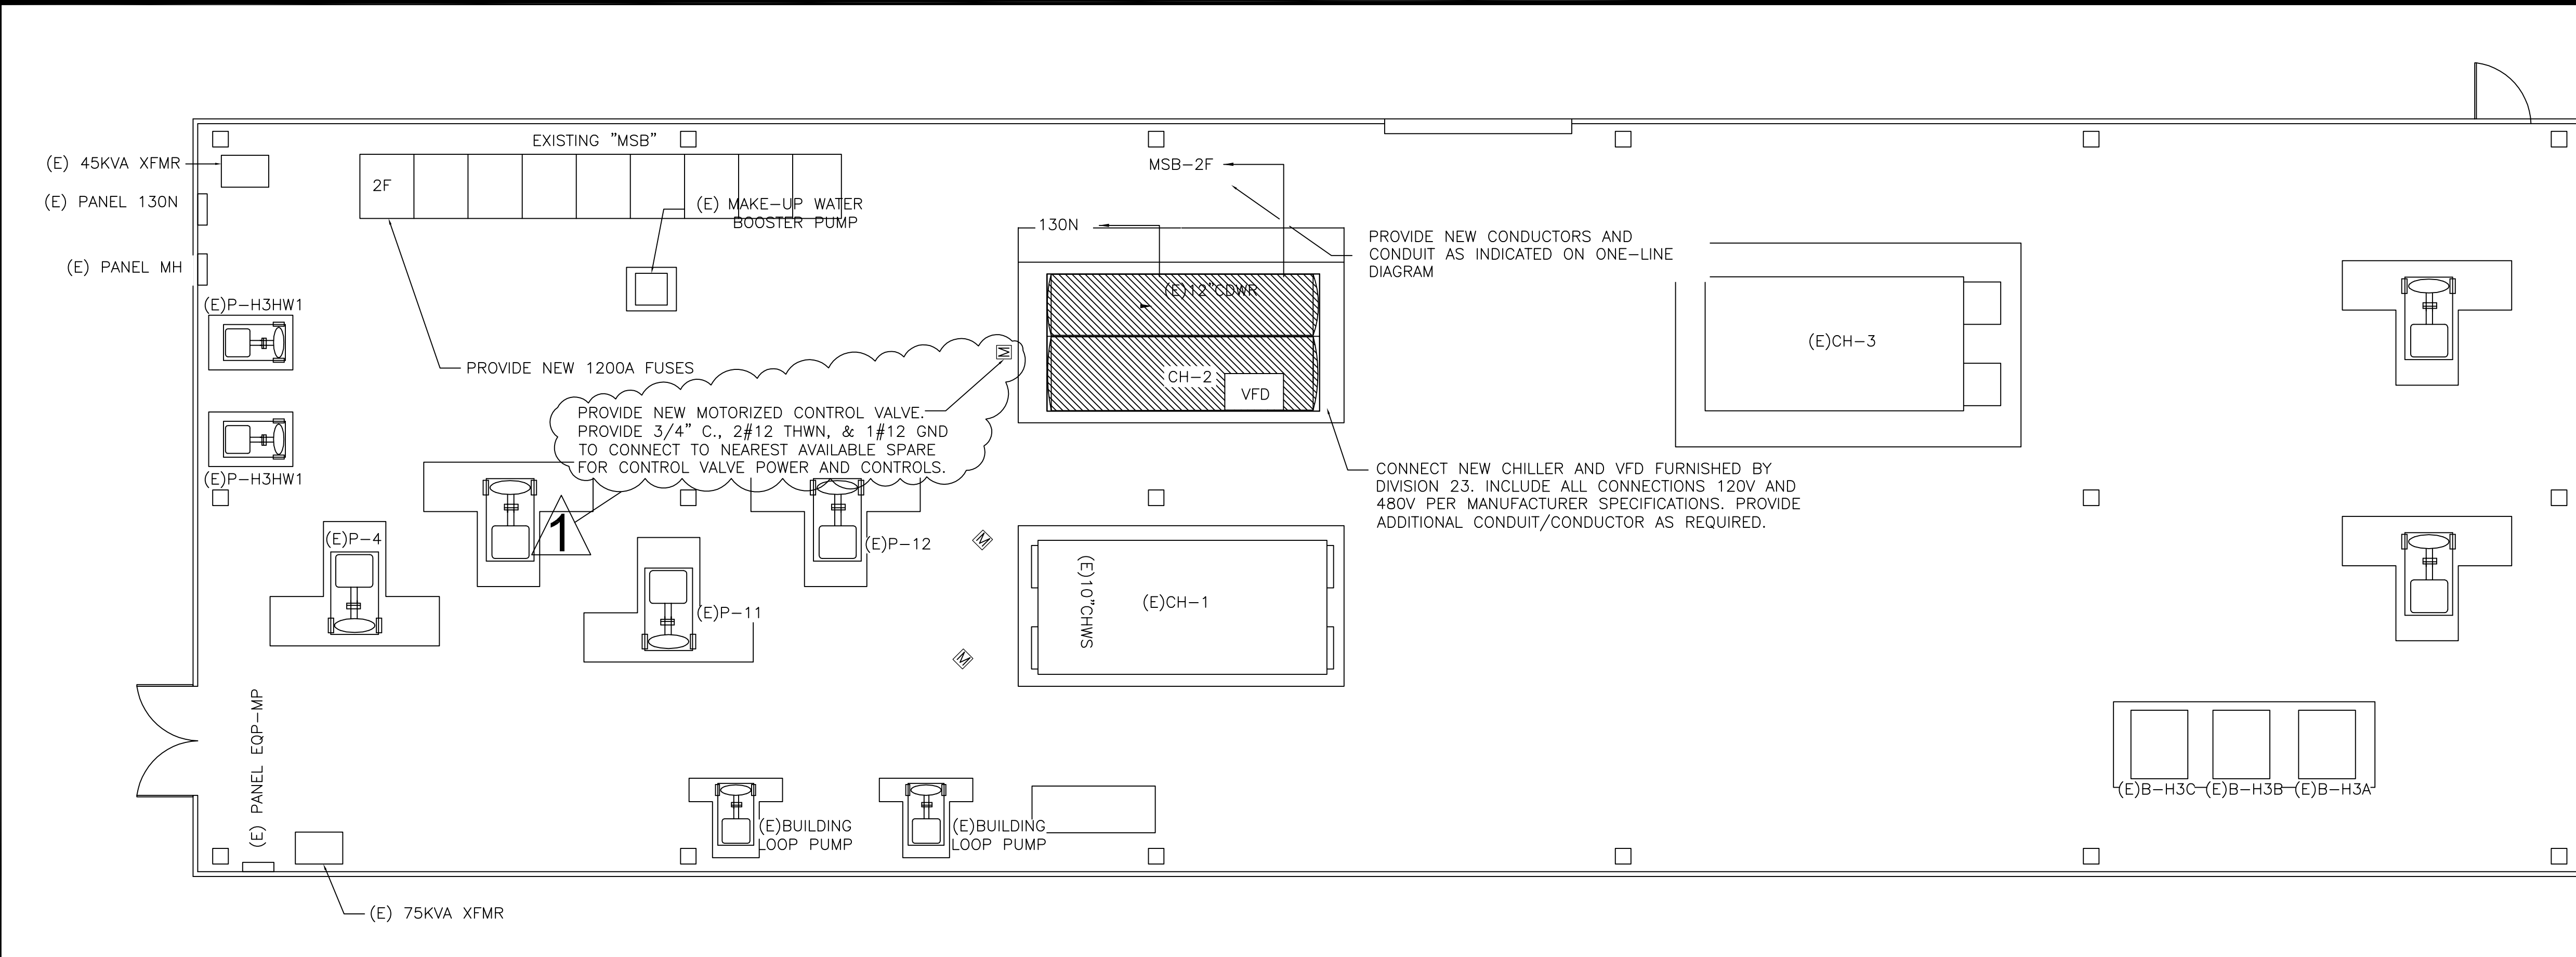 EXISTING "MSB"
(E) 45KVA XFMR
MSB-2F
2F
(E) PANEL 130N
(E) MAKE-UP WATER
BOOSTER PUMP
130N
PROVIDE NEW CONDUCTORS AND
CONDUIT AS INDICATED ON ONE-LINE
DIAGRAM
(E) PANEL MH
(E)12"CDWR
(E)P-H3HW1
(E)CH-3
M
PROVIDE NEW 1200A FUSES
CH-2
VFD
PROVIDE NEW MOTORIZED CONTROL VALVE.
PROVIDE 3/4" C., 2#12 THWN, & 1#12 GND
TO CONNECT TO NEAREST AVAILABLE SPARE
FOR CONTROL VALVE POWER AND CONTROLS.
(E)P-H3HW1
CONNECT NEW CHILLER AND VFD FURNISHED BY
DIVISION 23. INCLUDE ALL CONNECTIONS 120V AND
480V PER MANUFACTURER SPECIFICATIONS. PROVIDE
ADDITIONAL CONDUIT/CONDUCTOR AS REQUIRED.
1
(E)P-4
(E)P-12
M
(E)10"CHWS
(E)CH-1
(E)P-11
M
(E) PANEL EQP-MP
(E)B-H3C
(E)B-H3B
(E)B-H3A
(E)BUILDING
LOOP PUMP
(E)BUILDING
LOOP PUMP
(E) 75KVA XFMR